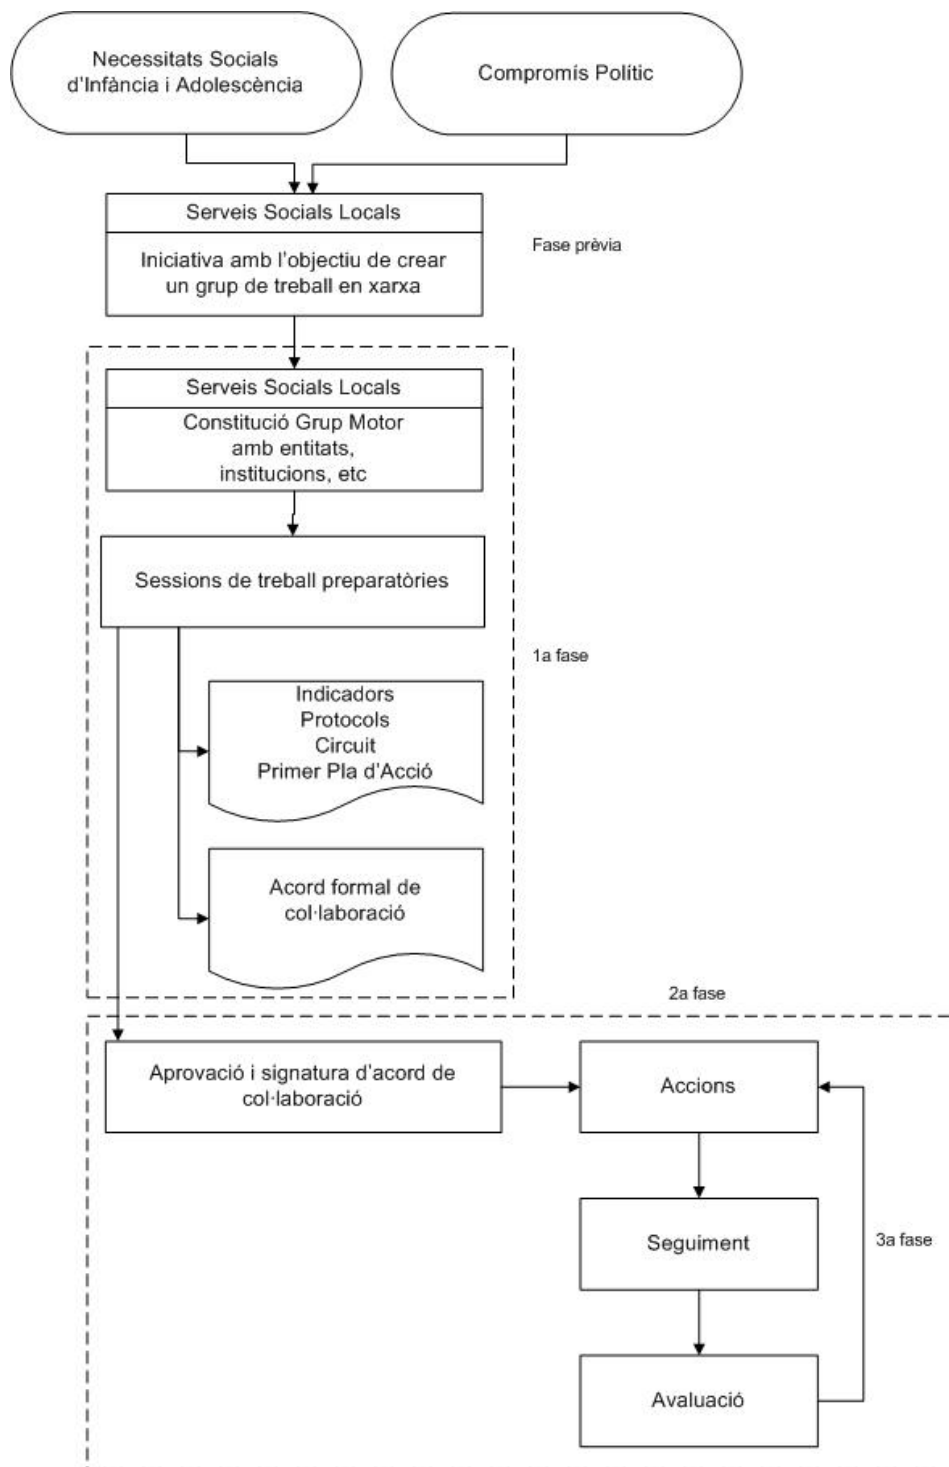 Necessitats Socials
d'Infància i Adolescència
Compromís Polític
Serveis Socials Locals
Iniciativa amb l'objectiu de crear
un grup de treball en xarxa
Fase prèvia
Serveis Socials Locals
Constitució Grup Motor
amb entitats,
institucions, etc
Sessions de treball preparatòries
1a fase
Indicadors
Protocols
Circuit
Primer Pla d'Acció
Acord formal de
col·laboració
2a fase
Aprovació i signatura d'acord de
col·laboració
Accions
Seguiment
3a fase
Avaluació